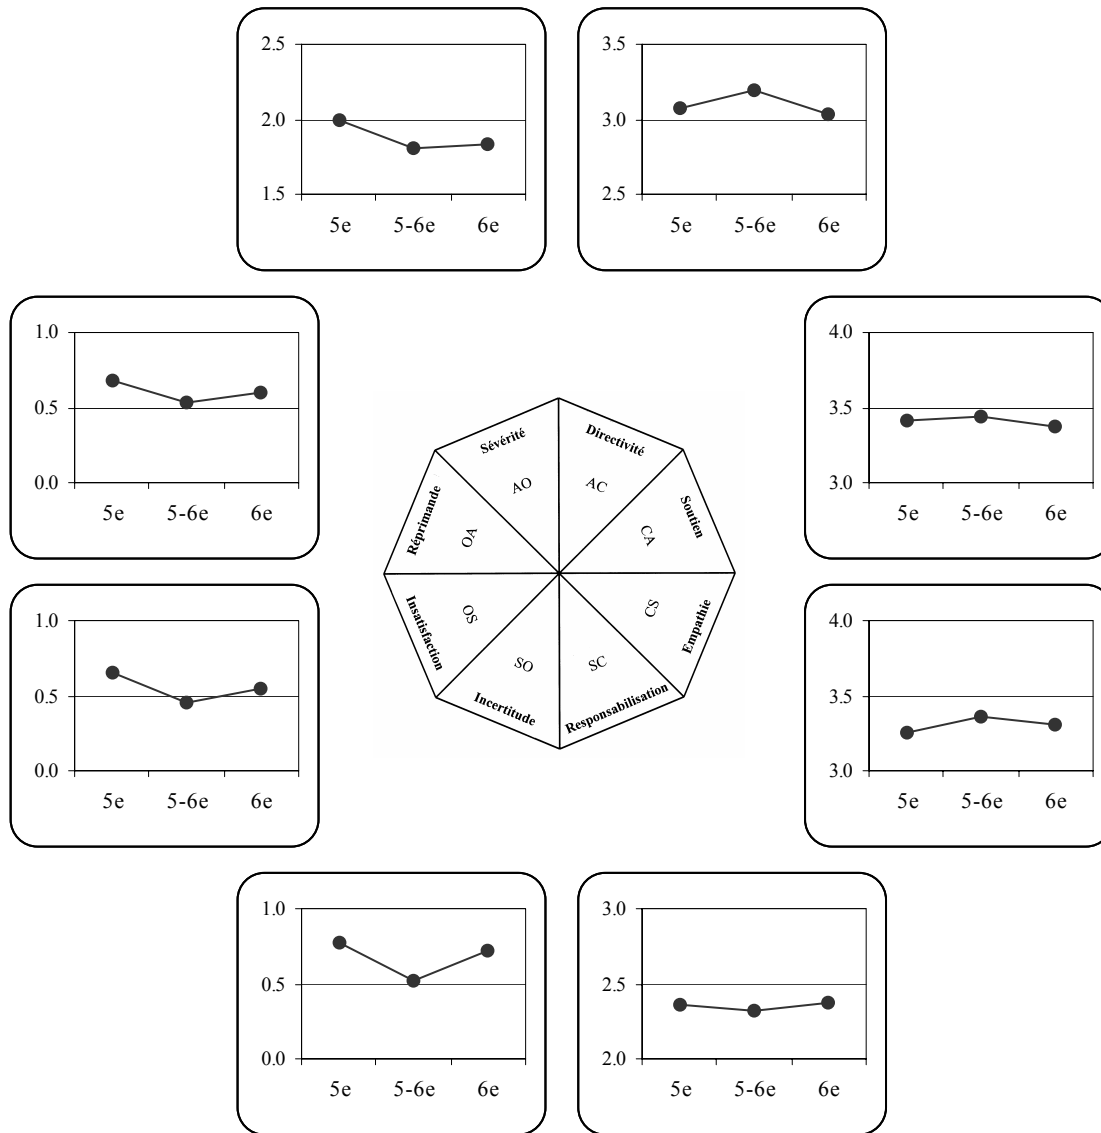 2.5
2.0
1.5
5e 5-6e 6e
3.5
3.0
2.5
5e 5-6e 6e
1.0
0.5
0.0
5e 5-6e 6e
4.0
3.5
3.0
5e 5-6e 6e
Sévérité
Directivité
AO
AC
Réprimande
Soutien
OA
CA
Insatisfaction
Empathie
OS
CS
SO
SC
Incertitude
Responsabilisation
1.0
0.5
0.0
5e 5-6e 6e
4.0
3.5
3.0
5e 5-6e 6e
1.0
0.5
0.0
5e 5-6e 6e
3.0
2.5
2.0
5e 5-6e 6e